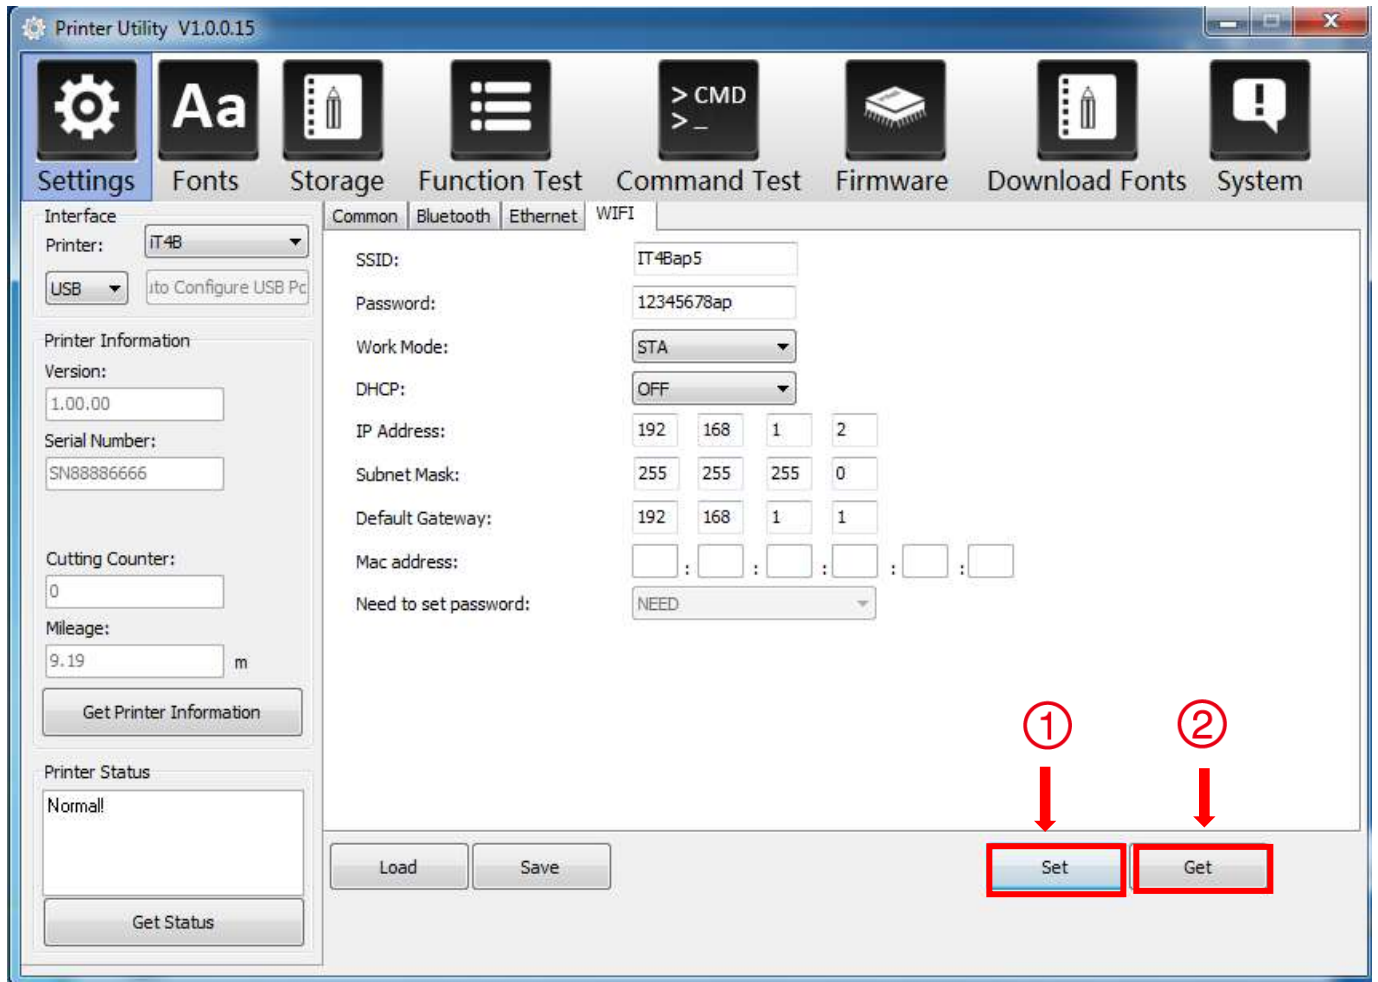 Printer Utility V1.0.0.15
Aa
> CMD
>_
Settings Fonts Storage Function Test Command Test Firmware Download Fonts System
Interface
Printer: iT4B
USB ito Configure USB Pc
Printer Information
Version:
1.00.00
Serial Number:
SN88886666
Cutting Counter:
0
Mileage:
9.19 m
Get Printer Information
Printer Status
Normal!
Get Status
Common Bluetooth Ethernet WIFI
SSID: IT4Bap5
Password: 12345678ap
Work Mode: STA
DHCP: OFF
IP Address: 192 168 1 2
Subnet Mask: 255 255 255 0
Default Gateway: 192 168 1 1
Mac address: : : : : :
Need to set password: NEED
① ②
Load Save Set Get